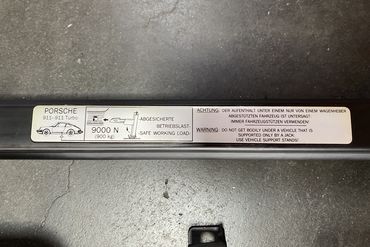 PORSCHE
911-911 Turbo
9000 N
(900 kg)
ABGESICHERTE
BETRIEBSLAST-
SAFE WORKING LOAD
ACHTUNG: DER AUFENTHALT UNTER EINEM NUR VON EINEM WAGENHEBER
ABGESTÜTZTEN FAHRZEUG IST UNTERSAGT.
IMMER FAHRZEUGSTÜTZEN VERWENDEN!
WARNING: DO NOT GET BODILY UNDER A VEHICLE THAT IS
SUPPORTED ONLY BY A JACK.
USE VEHICLE SUPPORT STANDS!